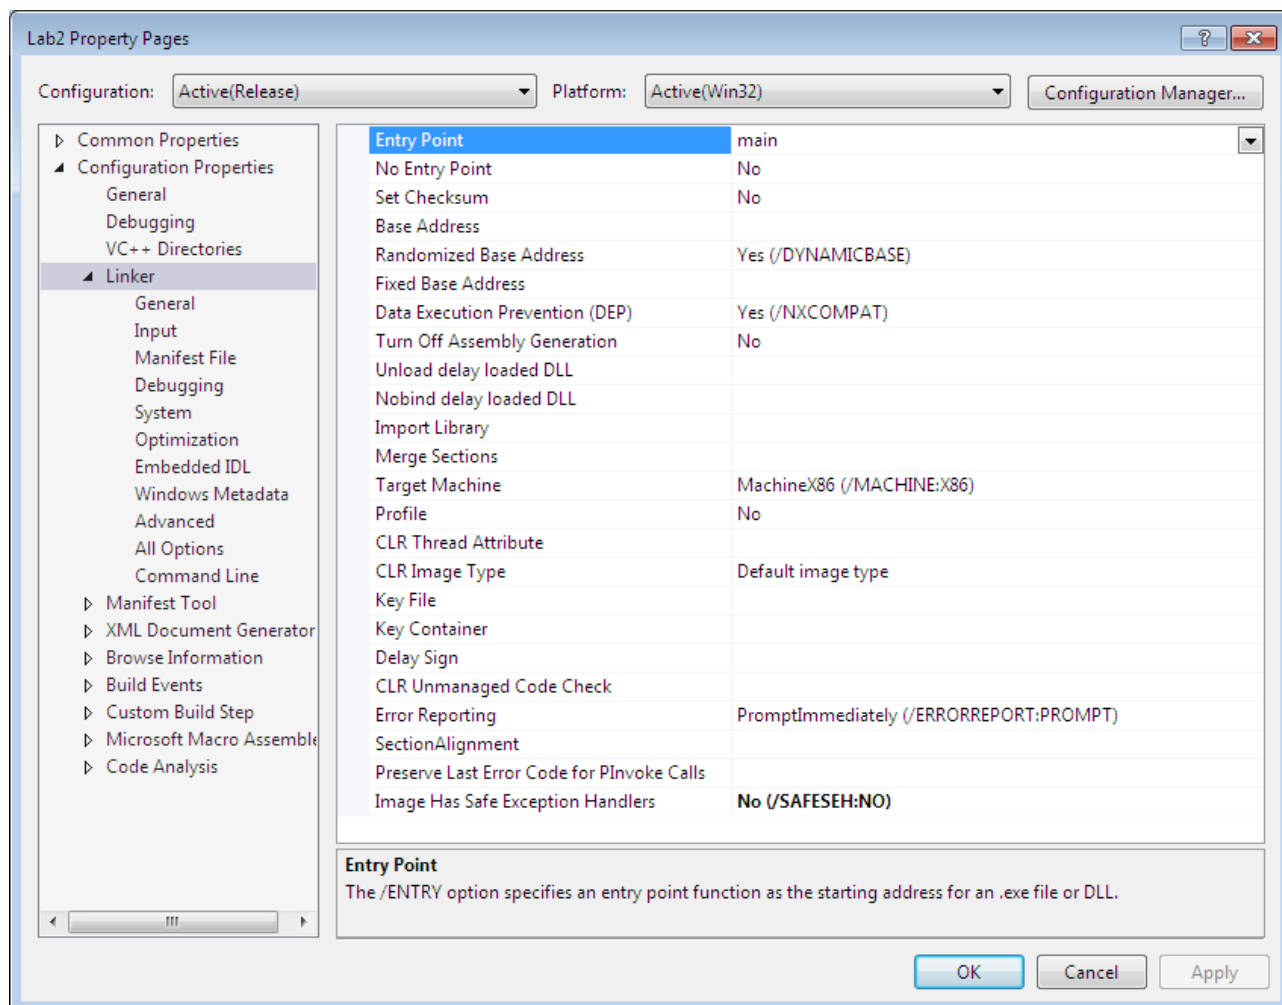 Lab2 Property Pages
Configuration: Active(Release) Platform: Active(Win32) Configuration Manager...
Common Properties
Configuration Properties
General
Debugging
VC++ Directories
Linker
General
Input
Manifest File
Debugging
System
Optimization
Embedded IDL
Windows Metadata
Advanced
All Options
Command Line
Manifest Tool
XML Document Generator
Browse Information
Build Events
Custom Build Step
Microsoft Macro Assemble
Code Analysis
Entry Point main
No Entry Point No
Set Checksum No
Base Address
Randomized Base Address Yes (/DYNAMICBASE)
Fixed Base Address
Data Execution Prevention (DEP) Yes (/NXCOMPAT)
Turn Off Assembly Generation No
Unload delay loaded DLL
Nobind delay loaded DLL
Import Library
Merge Sections
Target Machine MachineX86 (/MACHINE:X86)
Profile No
CLR Thread Attribute
CLR Image Type Default image type
Key File
Key Container
Delay Sign
CLR Unmanaged Code Check
Error Reporting PromptImmediately (/ERRORREPORT:PROMPT)
SectionAlignment
Preserve Last Error Code for PInvoke Calls
Image Has Safe Exception Handlers No (/SAFESEH:NO)
Entry Point
The /ENTRY option specifies an entry point function as the starting address for an .exe file or DLL.
OK Cancel Apply